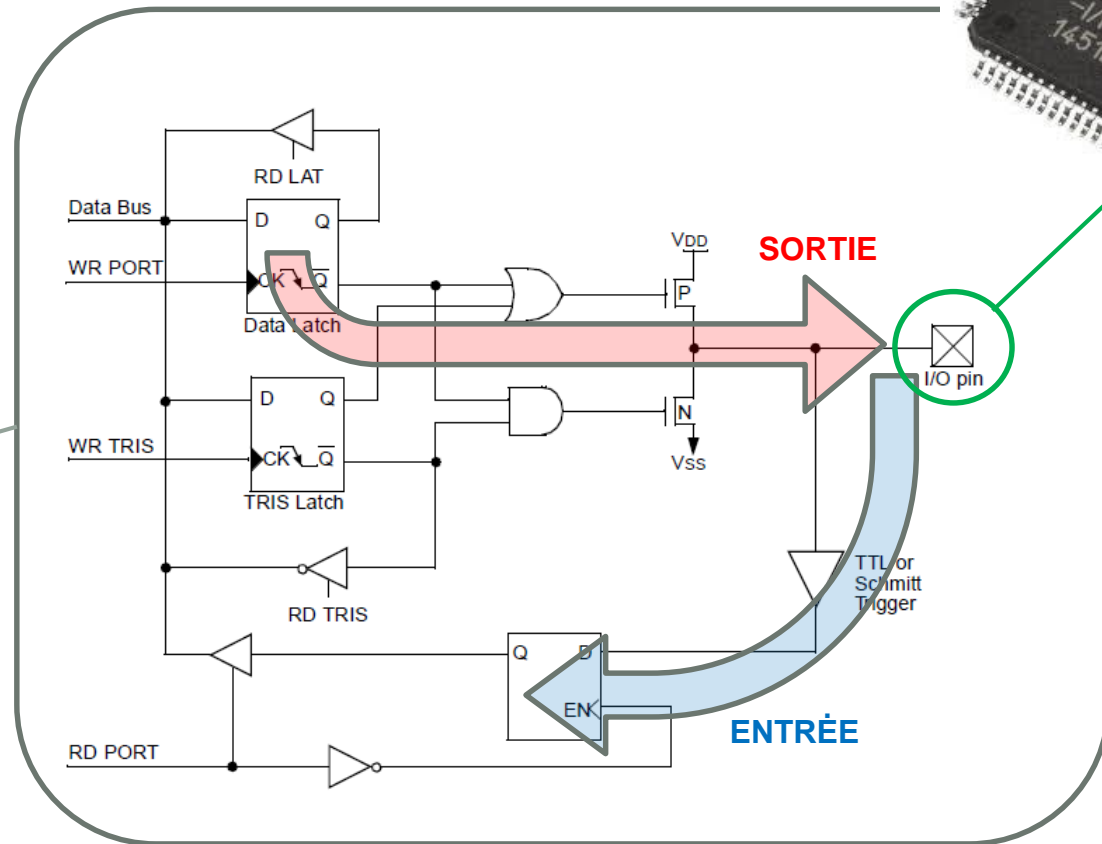 -I/
1451
RD LAT
Data Bus
D Q
WR PORT
CK Q
Data Latch
VDD
P
SORTIE
I/O pin
D Q
WR TRIS
CK Q
TRIS Latch
N
VSS
RD TRIS
TTL or
Schmitt
Trigger
Q D
EN
ENTRÉE
RD PORT